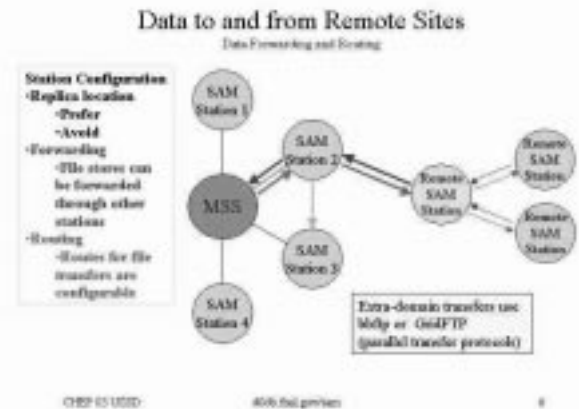 Data to and from Remote Sites
Data Forwarding and Routing
Station Configuration
•Replica location
•Prefer
•Avoid
•Forwarding
•File stores can
be forwarded
through other
stations
•Routing
•Routes for file
transfers are
configurable
SAM
Station 1
SAM
Station 2
MSS
SAM
Station 3
SAM
Station 4
Remote
SAM
Station
Remote
SAM
Station
Remote
SAM
Station
Extra-domain transfers use
bbftp or GridFTP
(parallel transfer protocols)
CHEP 03 UCSD